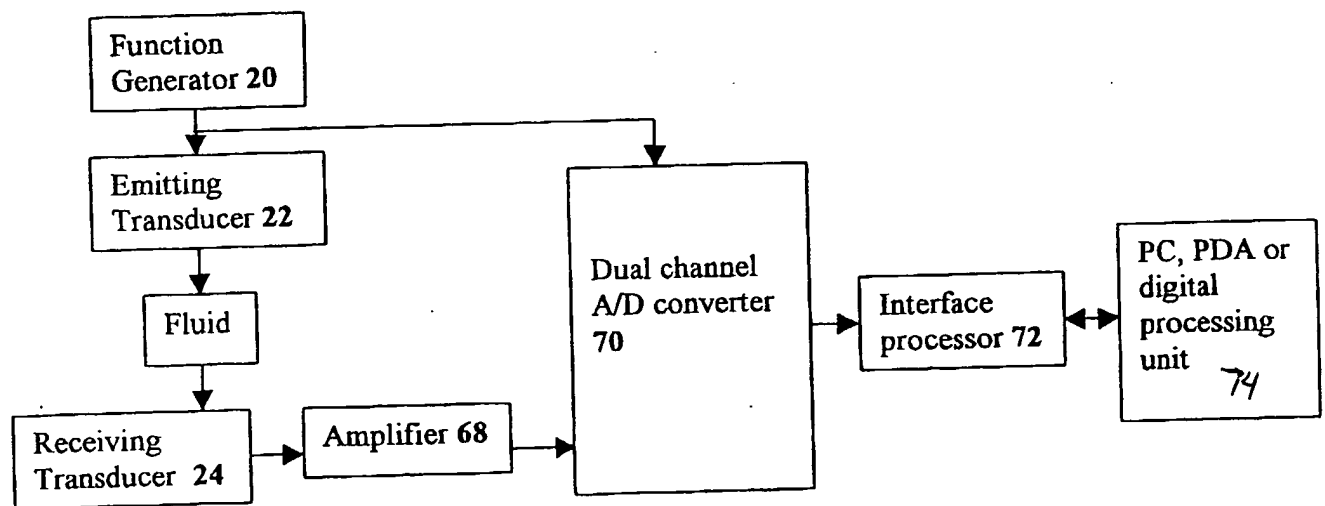 Function
Generator 20
Emitting
Transducer 22
Fluid
Receiving
Transducer 24
Amplifier 68
Dual channel
A/D converter
70
Interface
processor 72
PC, PDA or
digital
processing
unit
74